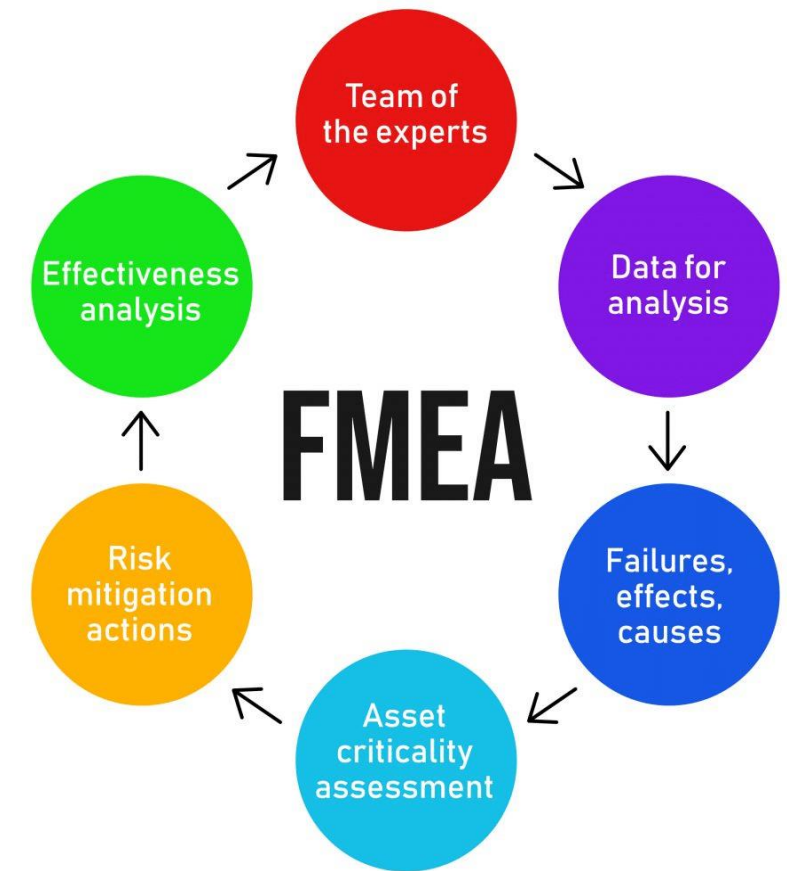 Team of
the experts
Data for
analysis
Failures,
effects,
causes
Asset
criticality
assessment
Risk
mitigation
actions
Effectiveness
analysis
FMEA